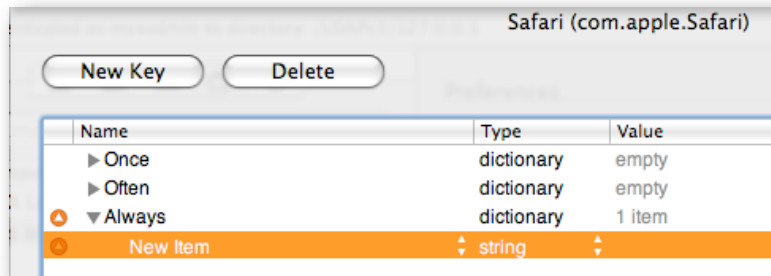 Safari (com.apple.Safari)
New Key Delete
Name Type Value
Once dictionary empty
Often dictionary empty
Always dictionary 1 item
New Item string